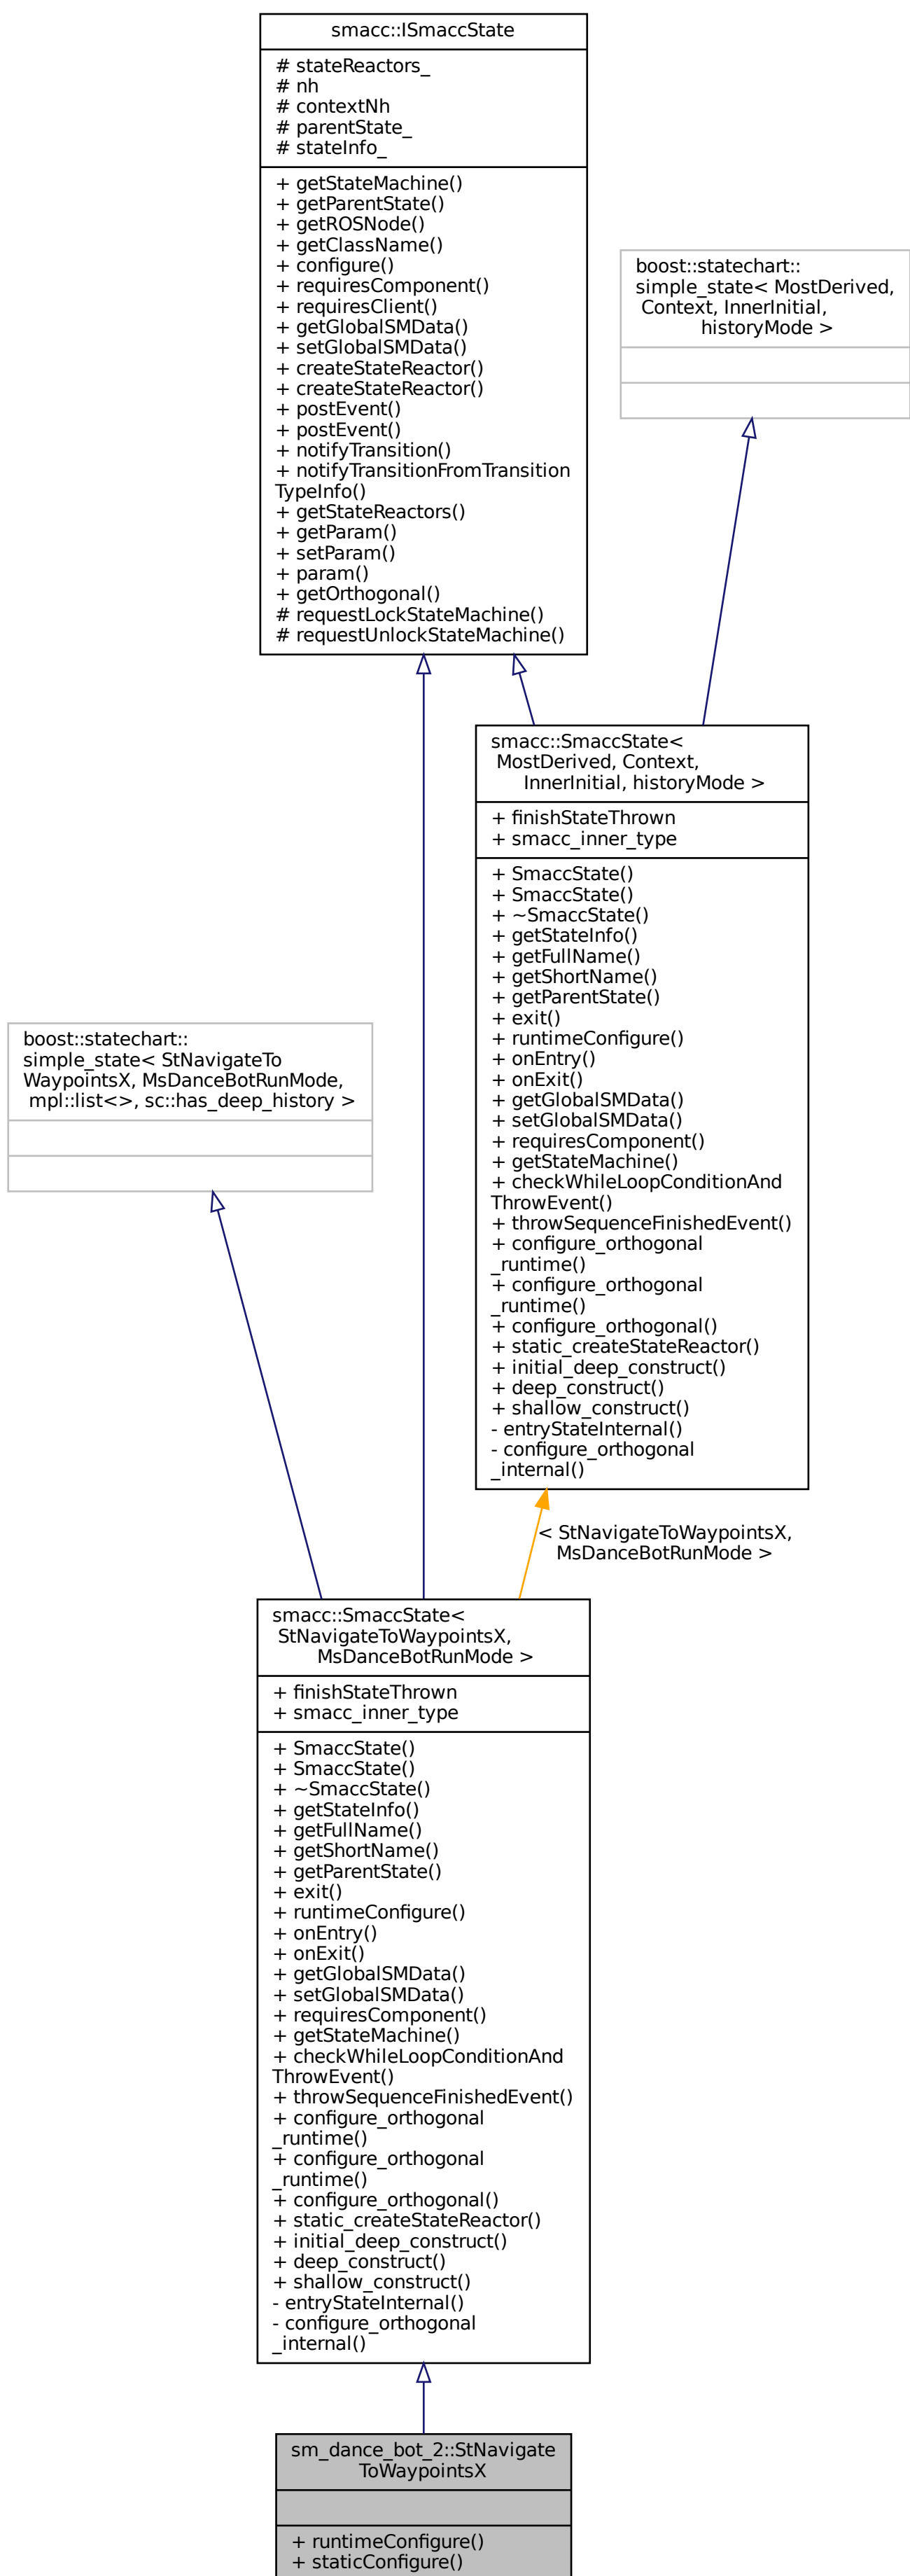 smacc::ISmaccState
# stateReactors_
# nh
# contextNh
# parentState_
# stateInfo_
+ getStateMachine()
+ getParentState()
+ getROSNode()
+ getClassName()
+ configure()
+ requiresComponent()
+ requiresClient()
+ getGlobalSMData()
+ setGlobalSMData()
+ createStateReactor()
+ createStateReactor()
+ postEvent()
+ postEvent()
+ notifyTransition()
+ notifyTransitionFromTransition
TypeInfo()
+ getStateReactors()
+ getParam()
+ setParam()
+ param()
+ getOrthogonal()
# requestLockStateMachine()
# requestUnlockStateMachine()
boost::statechart::
simple_state< MostDerived,
Context, InnerInitial,
historyMode >
smacc::SmaccState<
MostDerived, Context,
InnerInitial, historyMode >
+ finishStateThrown
+ smacc_inner_type
+ SmaccState()
+ SmaccState()
+ ~SmaccState()
+ getStateInfo()
+ getFullName()
+ getShortName()
+ getParentState()
+ exit()
+ runtimeConfigure()
+ onEntry()
+ onExit()
+ getGlobalSMData()
+ setGlobalSMData()
+ requiresComponent()
+ getStateMachine()
+ checkWhileLoopConditionAnd
ThrowEvent()
+ throwSequenceFinishedEvent()
+ configure_orthogonal
_runtime()
+ configure_orthogonal
_runtime()
+ configure_orthogonal()
+ static_createStateReactor()
+ initial_deep_construct()
+ deep_construct()
+ shallow_construct()
- entryStateInternal()
- configure_orthogonal
_internal()
boost::statechart::
simple_state< StNavigateTo
WaypointsX, MsDanceBotRunMode,
mpl::list<>, sc::has_deep_history >
< StNavigateToWaypointsX,
MsDanceBotRunMode >
smacc::SmaccState<
StNavigateToWaypointsX,
MsDanceBotRunMode >
+ finishStateThrown
+ smacc_inner_type
+ SmaccState()
+ SmaccState()
+ ~SmaccState()
+ getStateInfo()
+ getFullName()
+ getShortName()
+ getParentState()
+ exit()
+ runtimeConfigure()
+ onEntry()
+ onExit()
+ getGlobalSMData()
+ setGlobalSMData()
+ requiresComponent()
+ getStateMachine()
+ checkWhileLoopConditionAnd
ThrowEvent()
+ throwSequenceFinishedEvent()
+ configure_orthogonal
_runtime()
+ configure_orthogonal
_runtime()
+ configure_orthogonal()
+ static_createStateReactor()
+ initial_deep_construct()
+ deep_construct()
+ shallow_construct()
- entryStateInternal()
- configure_orthogonal
_internal()
sm_dance_bot_2::StNavigate
ToWaypointsX
+ runtimeConfigure()
+ staticConfigure()